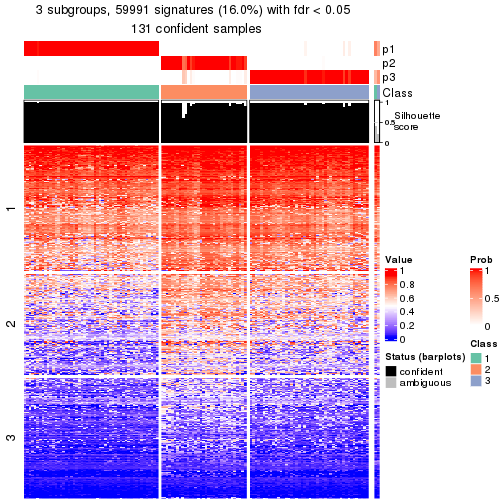 3 subgroups, 59991 signatures (16.0%) with fdr < 0.05
131 confident samples
p1
p2
p3
Class
1
0.5
0
Silhouette
score
1
2
3
Value
1
0.8
0.6
0.4
0.2
0
Prob
1
0.5
0
Status (barplots)
confident
ambiguous
Class
1
2
3